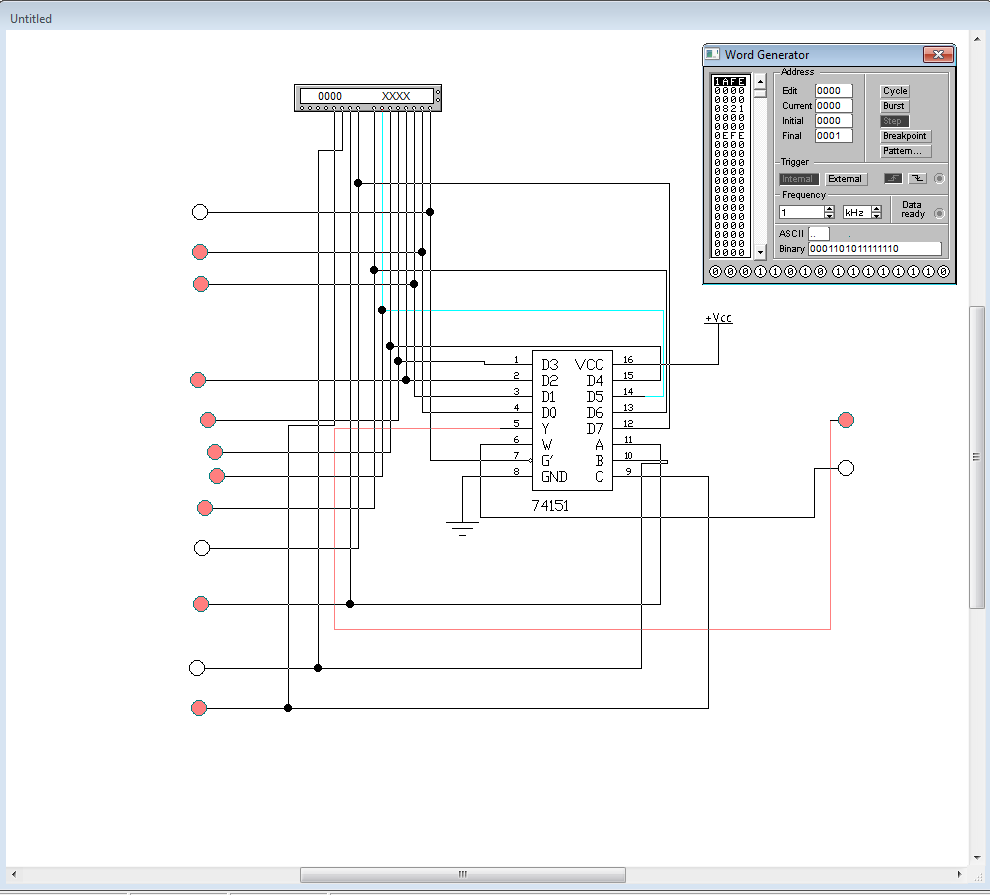 Untitled
0000 XXXX
Word Generator
1AFE
0000
0000
0821
0000
0000
0EFE
0000
0000
0000
0000
0000
0000
0000
0000
0000
0000
0000
0000
0000
Address
Edit 0000
Current 0000
Initial 0000
Final 0001
Cycle
Burst
Step
Breakpoint
Pattern...
Trigger
Internal External
Frequency
1 kHz
Data
ready
ASCII ..
Binary 0001101011111110
0 0 0 1 1 0 1 0 1 1 1 1 1 1 1 0
+Vcc
1 D3 VCC 16
2 D2 D4 15
3 D1 D5 14
4 D0 D6 13
5 Y D7 12
6 W A 11
7 G' B 10
8 GND C 9
74151